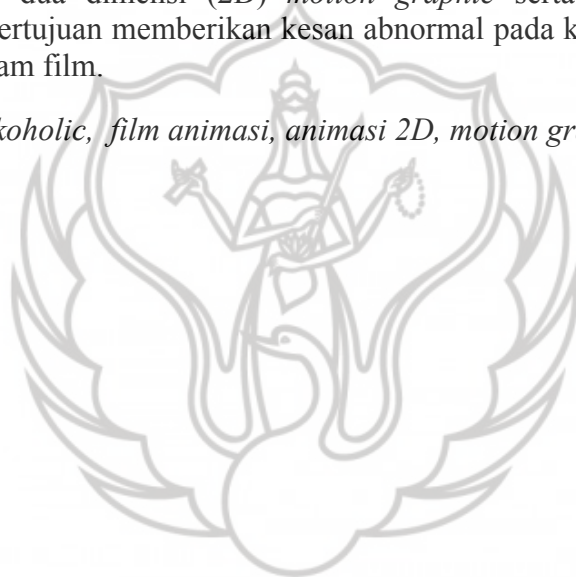 dua dimensi (2D) motion graphic serta
ertujuan memberikan kesan abnormal pada k
am film.
koholic, film animasi, animasi 2D, motion gr